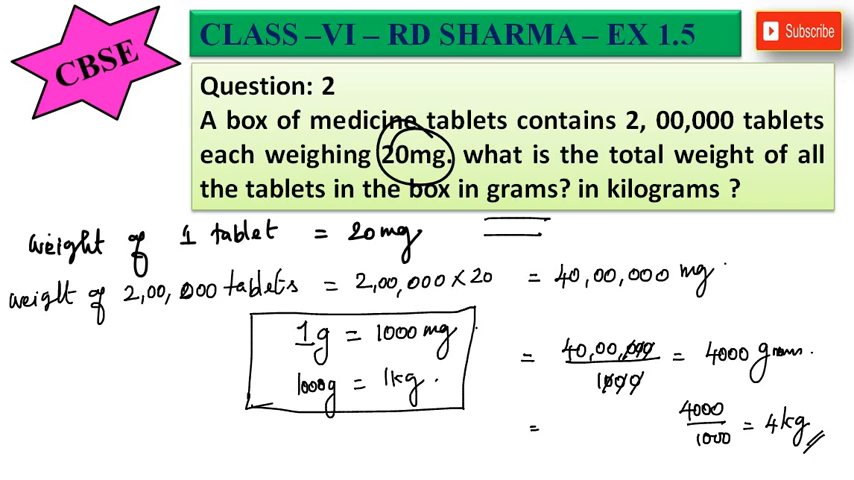 CBSE
CLASS –VI – RD SHARMA – EX 1.5
Subscribe
Question: 2
A box of medicine tablets contains 2, 00,000 tablets
each weighing 20mg. what is the total weight of all
the tablets in the box in grams? in kilograms ?
weight of 1 tablet = 20mg
weight of 2,00,000 tablets = 2,00,000 × 20 = 40,00,000 mg
1g = 1000 mg
1000g = 1kg.
= 40,00,000 / 1000 = 4000 grams.
= 4000 / 1000 = 4kg